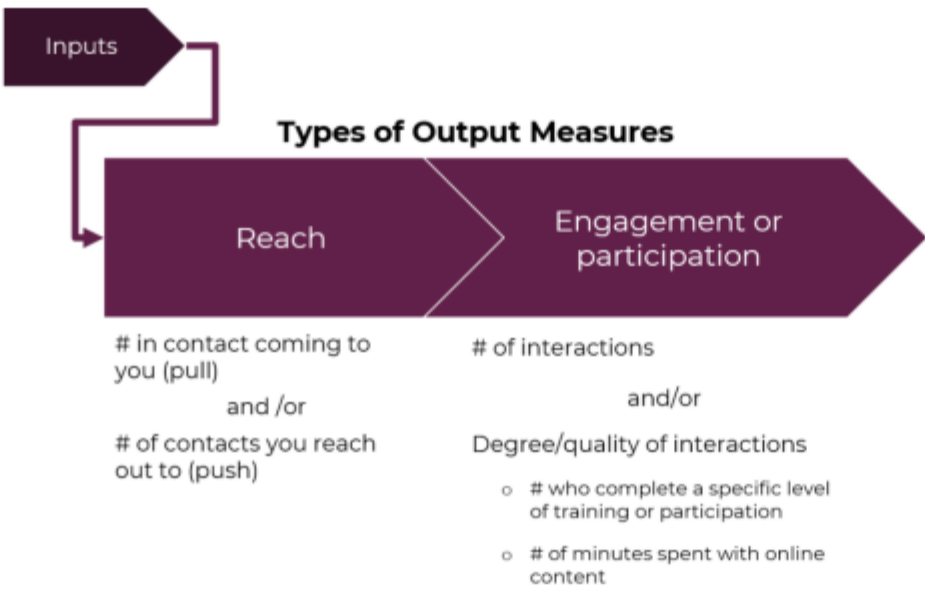 Inputs
Types of Output Measures
Reach
Engagement or
participation
# in contact coming to
you (pull)
and /or
# of contacts you reach
out to (push)
# of interactions
and/or
Degree/quality of interactions
o # who complete a specific level
of training or participation
o # of minutes spent with online
content